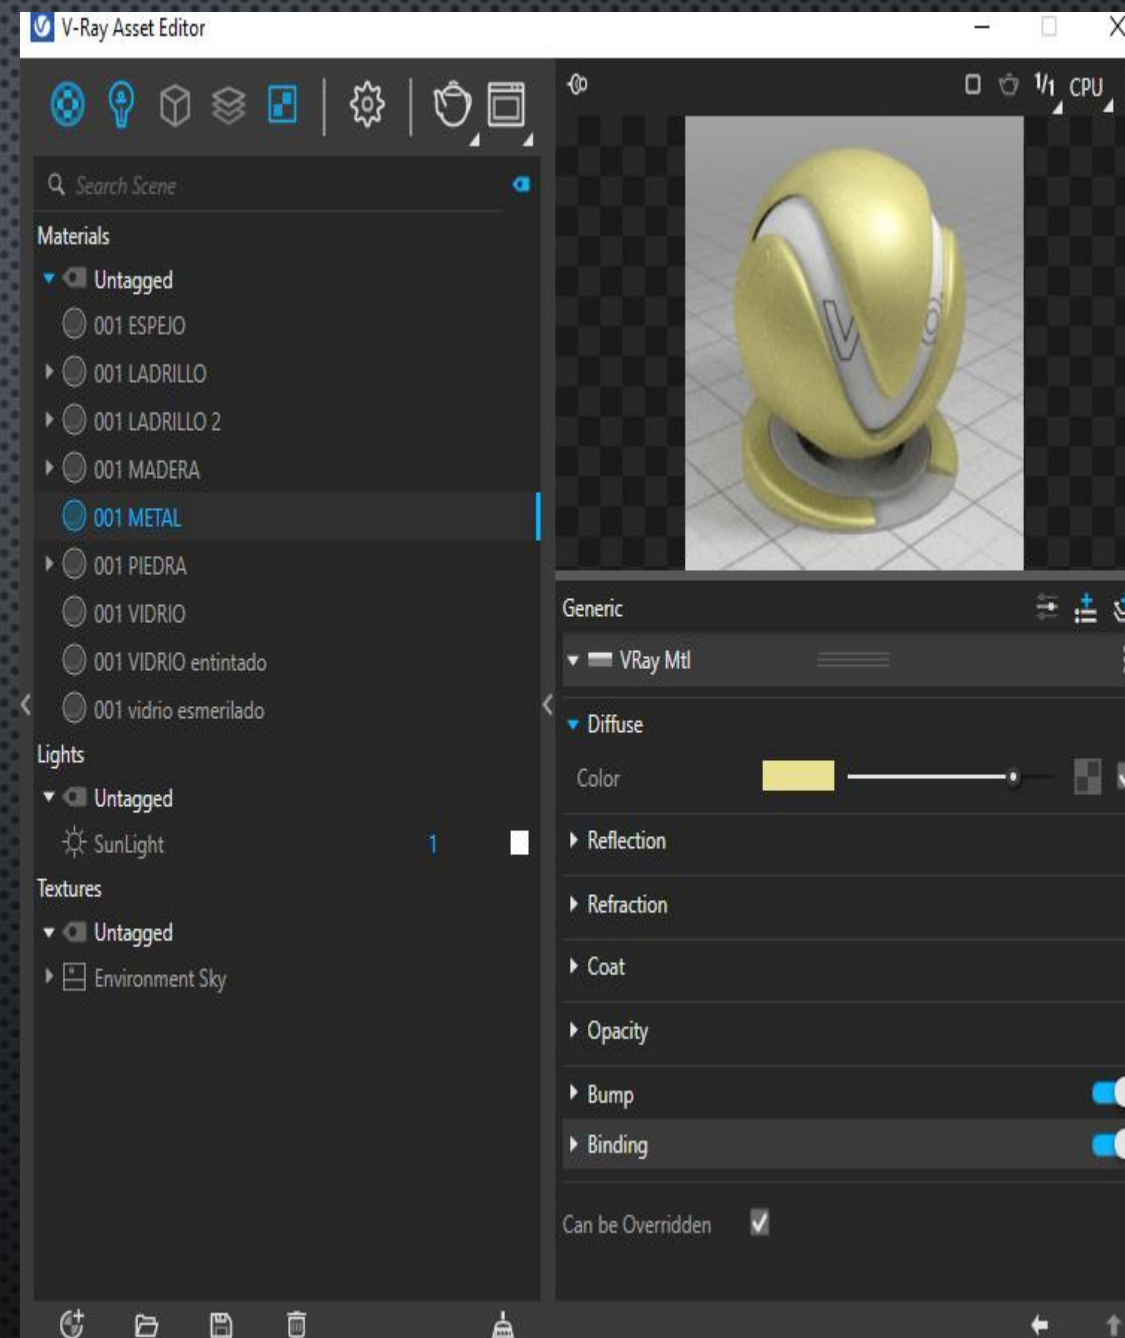 V-Ray Asset Editor
1/1 CPU
Search Scene
Materials
Untagged
001 ESPEJO
001 LADRILLO
001 LADRILLO 2
001 MADERA
001 METAL
001 PIEDRA
001 VIDRIO
001 VIDRIO entintado
001 vidrio esmerilado
Lights
Untagged
SunLight 1
Textures
Untagged
Environment Sky
V
Generic
VRay Mtl
Diffuse
Color
Reflection
Refraction
Coat
Opacity
Bump
Binding
Can be Overridden